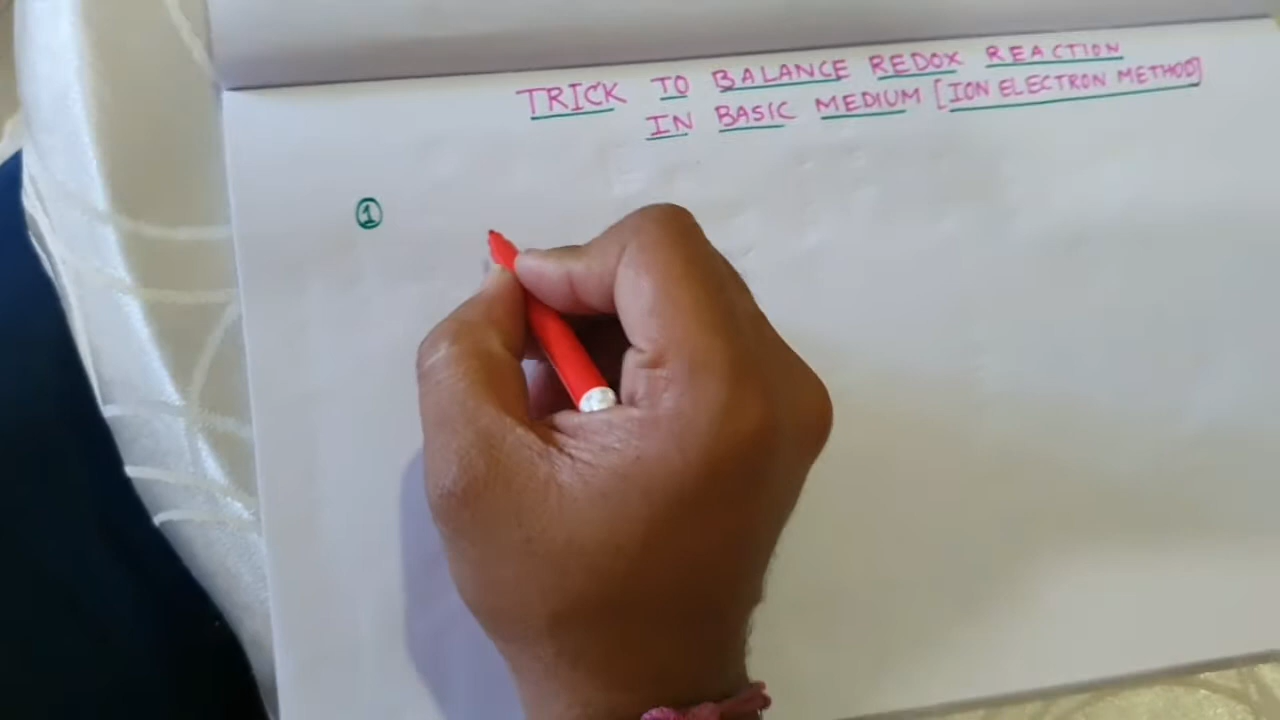 TRICK TO BALANCE REDOX REACTION
IN BASIC MEDIUM [ION ELECTRON METHOD]
①